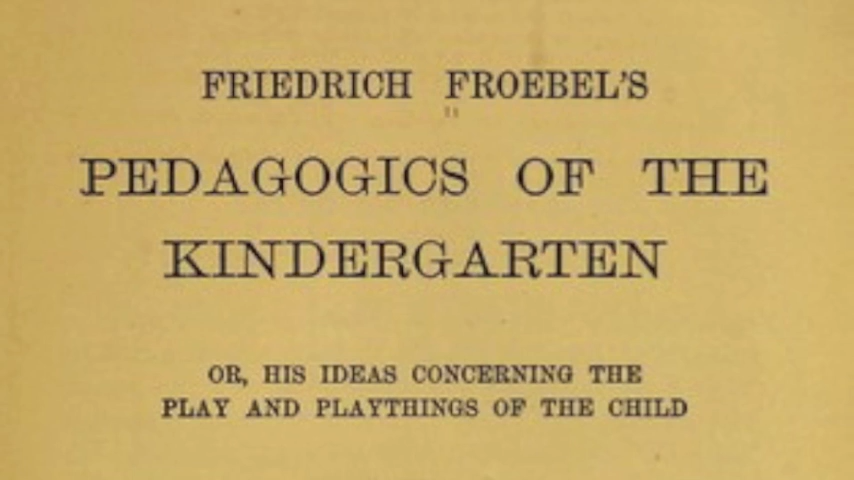 FRIEDRICH FROEBEL'S
PEDAGOGICS OF THE
KINDERGARTEN
OR, HIS IDEAS CONCERNING THE
PLAY AND PLAYTHINGS OF THE CHILD